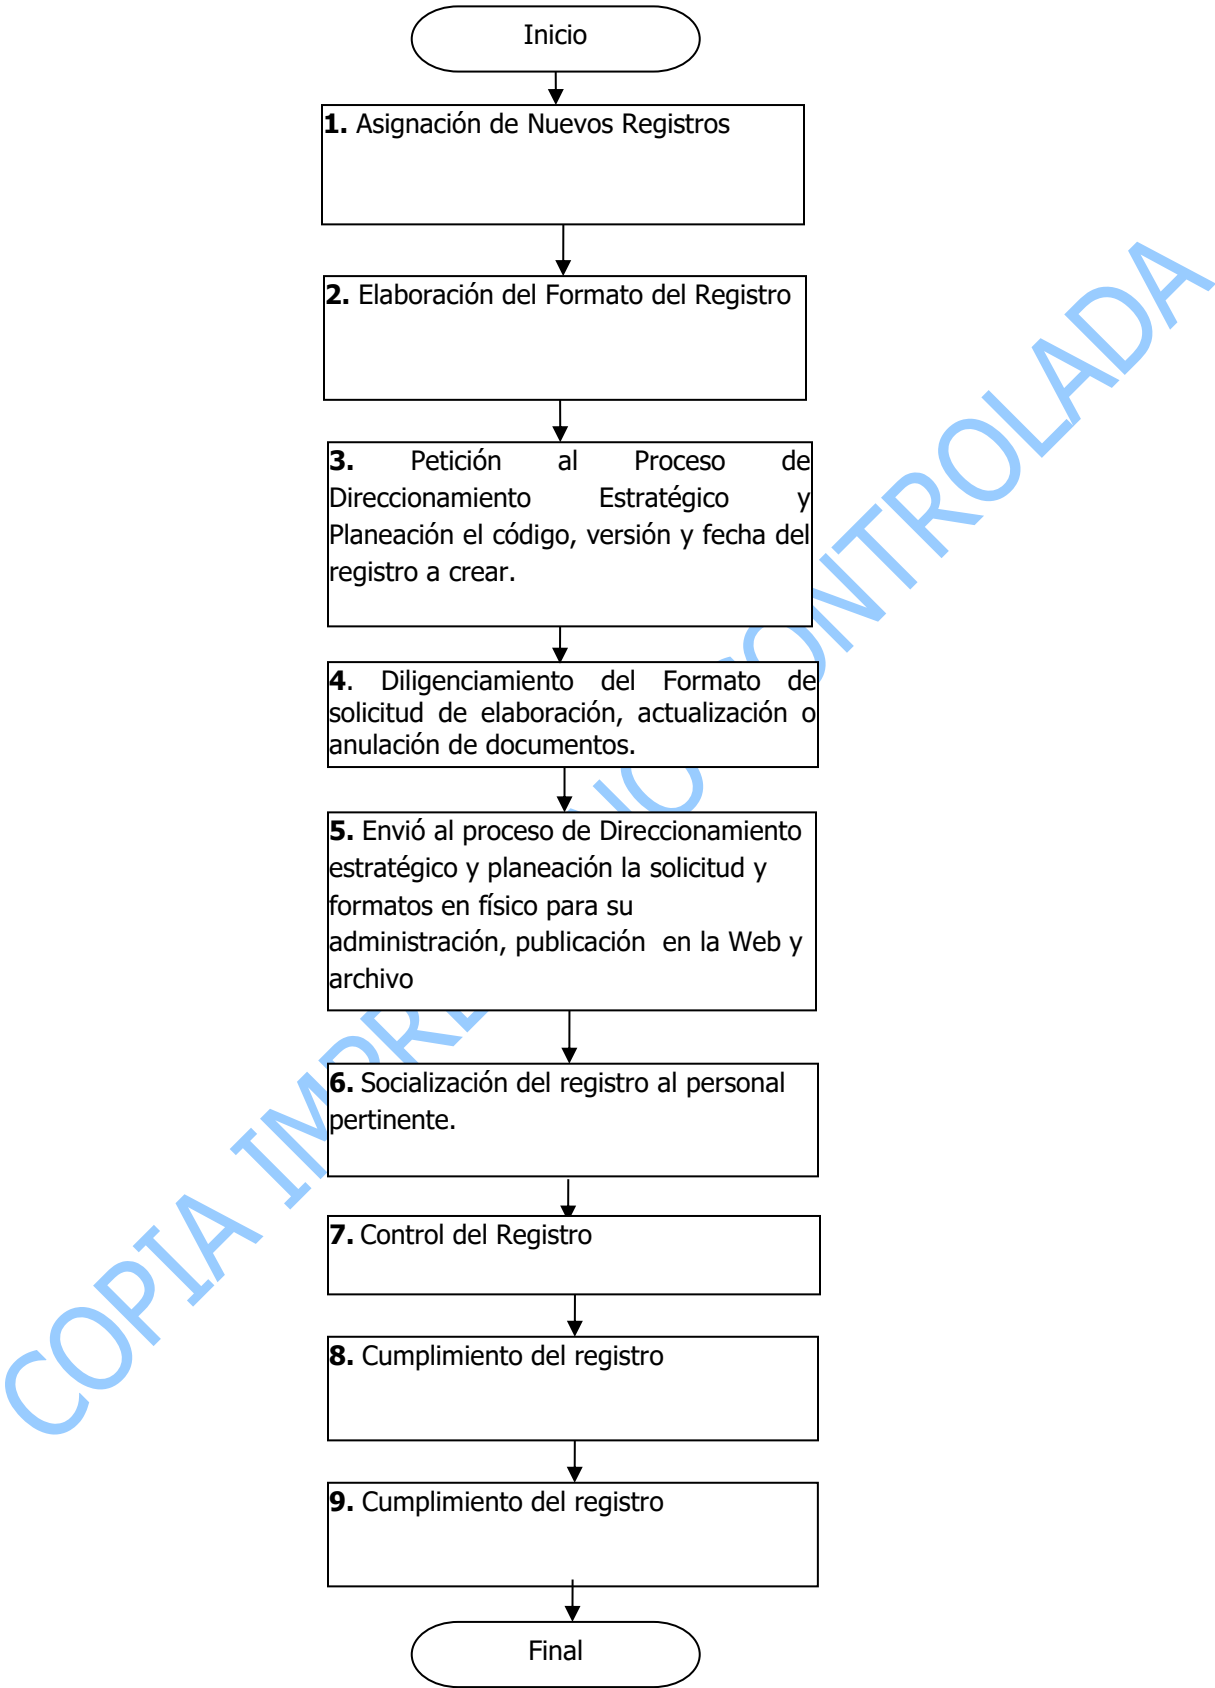 Inicio
1. Asignación de Nuevos Registros
2. Elaboración del Formato del Registro
3. Petición al Proceso de
Direccionamiento Estratégico y
Planeación el código, versión y fecha del
registro a crear.
4. Diligenciamiento del Formato de
solicitud de elaboración, actualización o
anulación de documentos.
5. Envió al proceso de Direccionamiento
estratégico y planeación la solicitud y
formatos en físico para su
administración, publicación en la Web y
archivo
6. Socialización del registro al personal
pertinente.
7. Control del Registro
8. Cumplimiento del registro
9. Cumplimiento del registro
Final
COPIA IMPRESA NO CONTROLADA